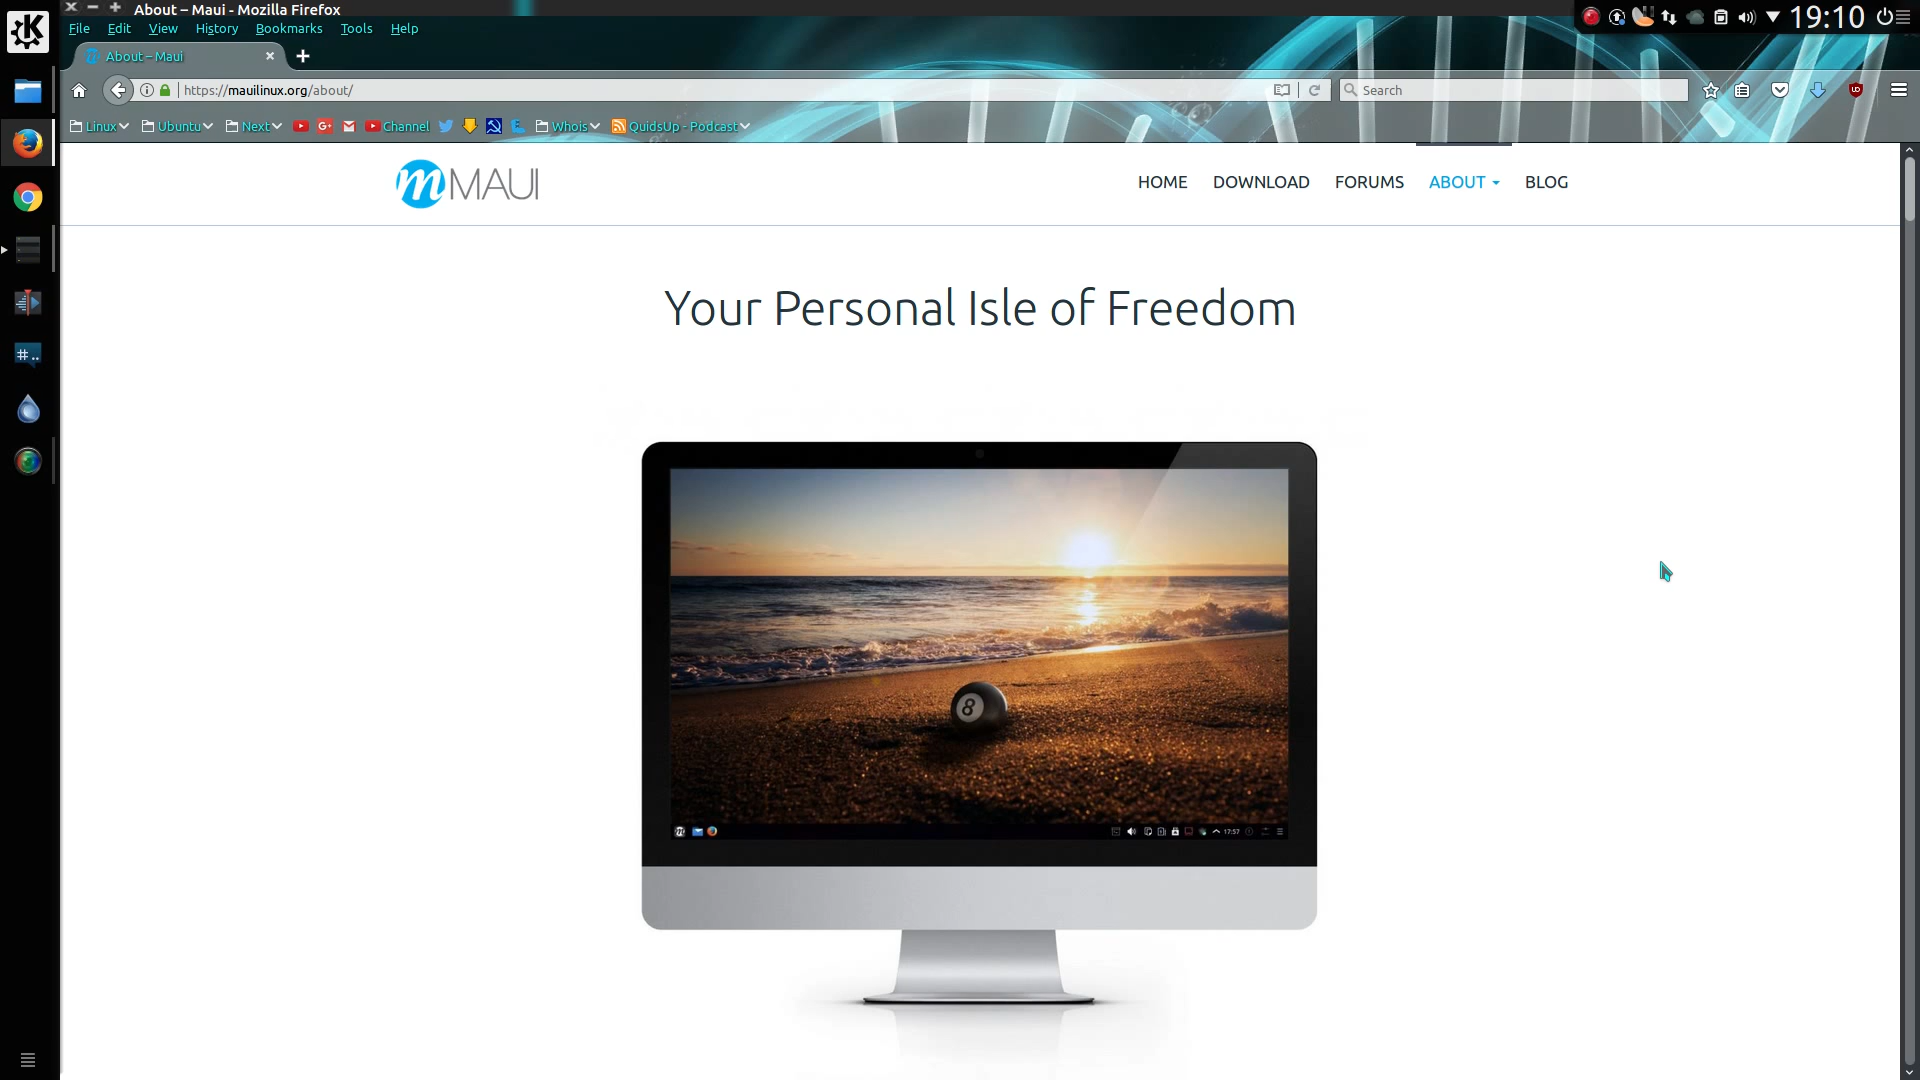 About – Maui - Mozilla Firefox
19:10
File Edit View History Bookmarks Tools Help
About – Maui
https://mauilinux.org/about/
Search
Linux Ubuntu Next Channel Whois QuidsUp - Podcast
m MAUI
HOME DOWNLOAD FORUMS ABOUT BLOG
Your Personal Isle of Freedom
8
17:57